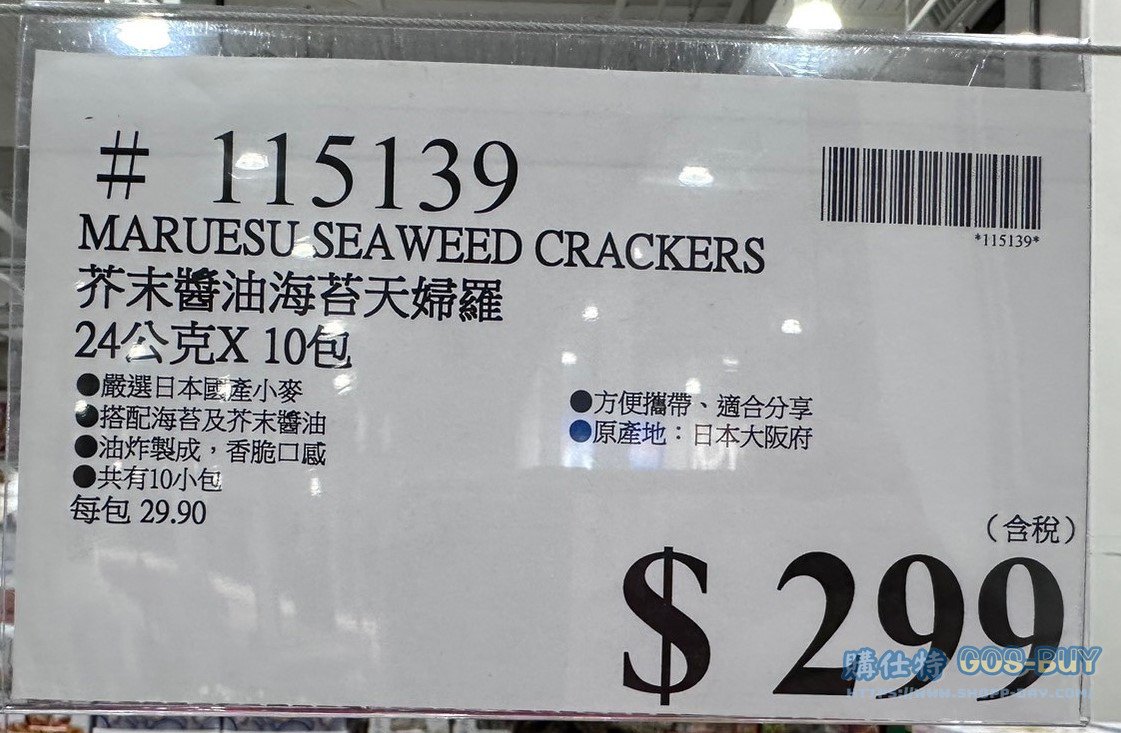 # 115139
*115139*
MARUESU SEAWEED CRACKERS
芥末醬油海苔天婦羅
24公克X 10包
●嚴選日本國產小麥
●搭配海苔及芥末醬油
●油炸製成，香脆口感
●共有10小包
每包 29.90
●方便攜帶、適合分享
●原產地：日本大阪府
（含稅）
$ 299
購仕特 GOS-BUY